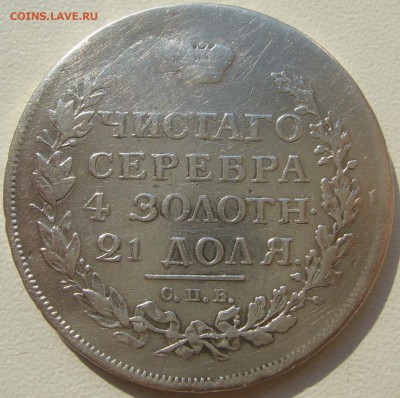 COINS.LAVE.RU
ЧИСТАГО
СЕРЕБРА
4 ЗОЛОТН.
21 ДОЛЯ.
С.П.Б.